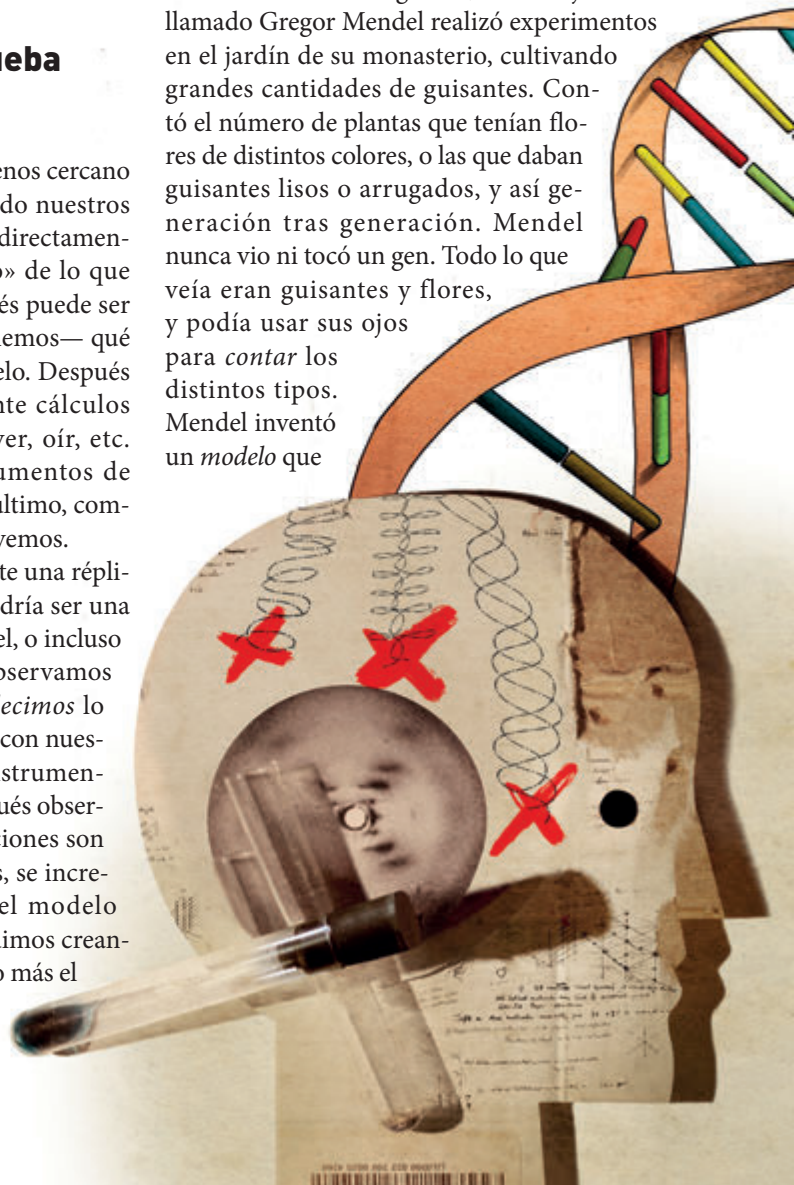 ueba
enos cercano
do nuestros
directamen-
o» de lo que
és puede ser
emos— qué
elo. Después
nte cálculos
ver, oír, etc.
umentos de
último, com-
vemos.
te una répli-
dría ser una
el, o incluso
bservamos
ecimos lo
con nues-
nstrumen-
ués obser-
ciones son
s, se incre-
el modelo
uimos crean-
o más el
llamado Gregor Mendel realizó experimentos
en el jardín de su monasterio, cultivando
grandes cantidades de guisantes. Con-
tó el número de plantas que tenían flo-
res de distintos colores, o las que daban
guisantes lisos o arrugados, y así ge-
neración tras generación. Mendel
nunca vio ni tocó un gen. Todo lo que
veía eran guisantes y flores,
y podía usar sus ojos
para contar los
distintos tipos.
Mendel inventó
un modelo que